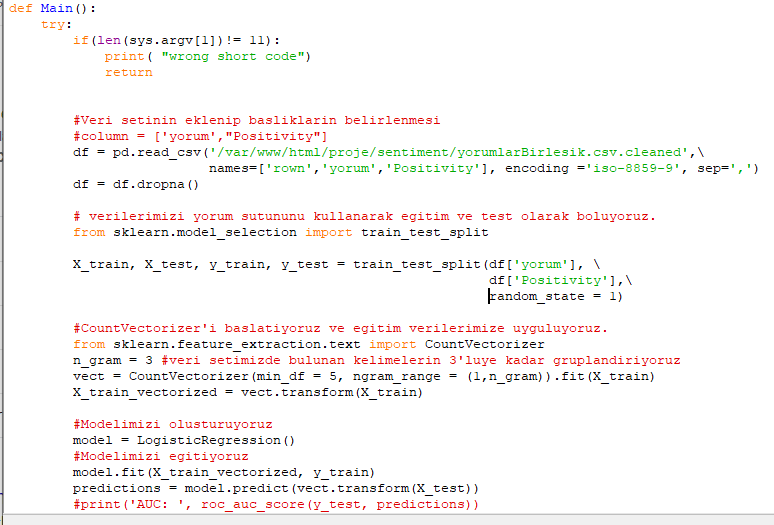 def Main():
    try:
        if(len(sys.argv[1])!= 11):
            print( "wrong short code")
            return
        #Veri setinin eklenip basliklarin belirlenmesi
        #column = ['yorum',"Positivity"]
        df = pd.read_csv('/var/www/html/proje/sentiment/yorumlarBirlesik.csv.cleaned',\
                         names=['rown','yorum','Positivity'], encoding ='iso-8859-9', sep=',')
        df = df.dropna()
        # verilerimizi yorum sutununu kullanarak egitim ve test olarak boluyoruz.
        from sklearn.model_selection import train_test_split
        X_train, X_test, y_train, y_test = train_test_split(df['yorum'], \
                                                            df['Positivity'],\
                                                            random_state = 1)
        #CountVectorizer'i baslatiyoruz ve egitim verilerimize uyguluyoruz.
        from sklearn.feature_extraction.text import CountVectorizer
        n_gram = 3 #veri setimizde bulunan kelimelerin 3'luye kadar gruplandiriyoruz
        vect = CountVectorizer(min_df = 5, ngram_range = (1,n_gram)).fit(X_train)
        X_train_vectorized = vect.transform(X_train)
        #Modelimizi olusturuyoruz
        model = LogisticRegression()
        #Modelimizi egitiyoruz
        model.fit(X_train_vectorized, y_train)
        predictions = model.predict(vect.transform(X_test))
        #print('AUC: ', roc_auc_score(y_test, predictions))